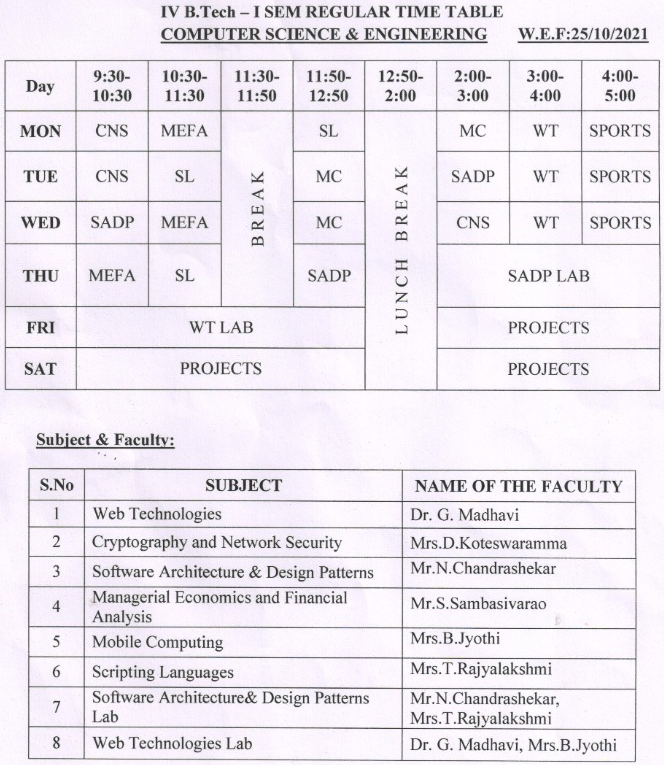 IV B.Tech – I SEM REGULAR TIME TABLE
COMPUTER SCIENCE & ENGINEERING W.E.F:25/10/2021
Day 9:30-10:30 10:30-11:30 11:30-11:50 11:50-12:50 12:50-2:00 2:00-3:00 3:00-4:00 4:00-5:00
MON CNS MEFA BREAK SL LUNCH BREAK MC WT SPORTS
TUE CNS SL MC SADP WT SPORTS
WED SADP MEFA MC CNS WT SPORTS
THU MEFA SL SADP SADP LAB
FRI WT LAB PROJECTS
SAT PROJECTS PROJECTS
Subject & Faculty:
S.No SUBJECT NAME OF THE FACULTY
1 Web Technologies Dr. G. Madhavi
2 Cryptography and Network Security Mrs.D.Koteswaramma
3 Software Architecture & Design Patterns Mr.N.Chandrashekar
4 Managerial Economics and Financial Analysis Mr.S.Sambasivarao
5 Mobile Computing Mrs.B.Jyothi
6 Scripting Languages Mrs.T.Rajyalakshmi
7 Software Architecture& Design Patterns Lab Mr.N.Chandrashekar, Mrs.T.Rajyalakshmi
8 Web Technologies Lab Dr. G. Madhavi, Mrs.B.Jyothi